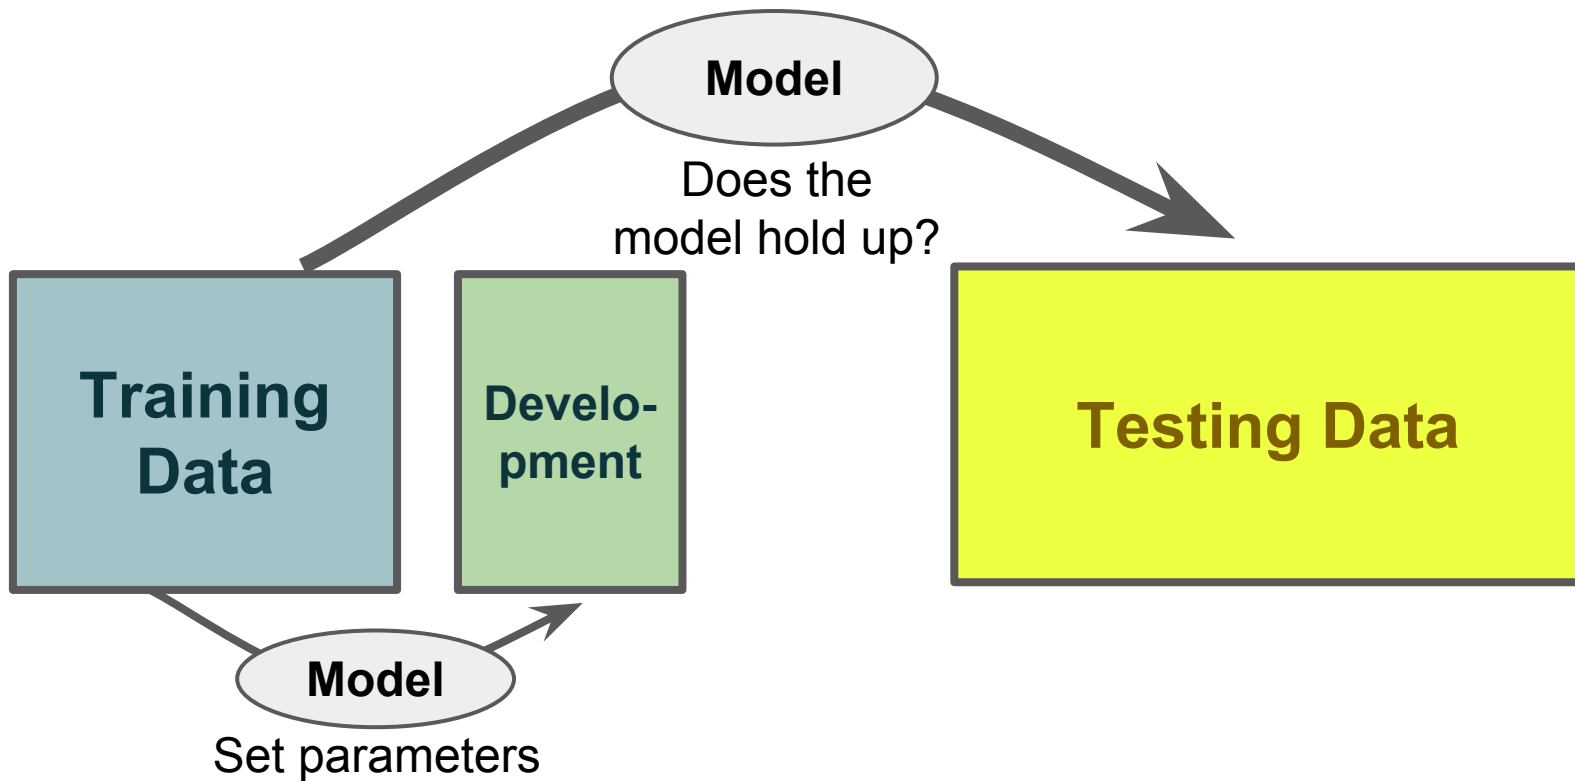 Model
Does the
model hold up?
Training
Data
Develo-
pment
Testing Data
Model
Set parameters